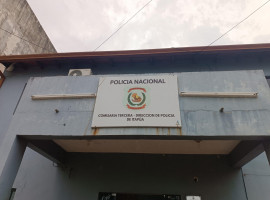 POLICIA NACIONAL
COMISARIA TERCERA - DIRECCION DE POLICIA
DE ITAPUA